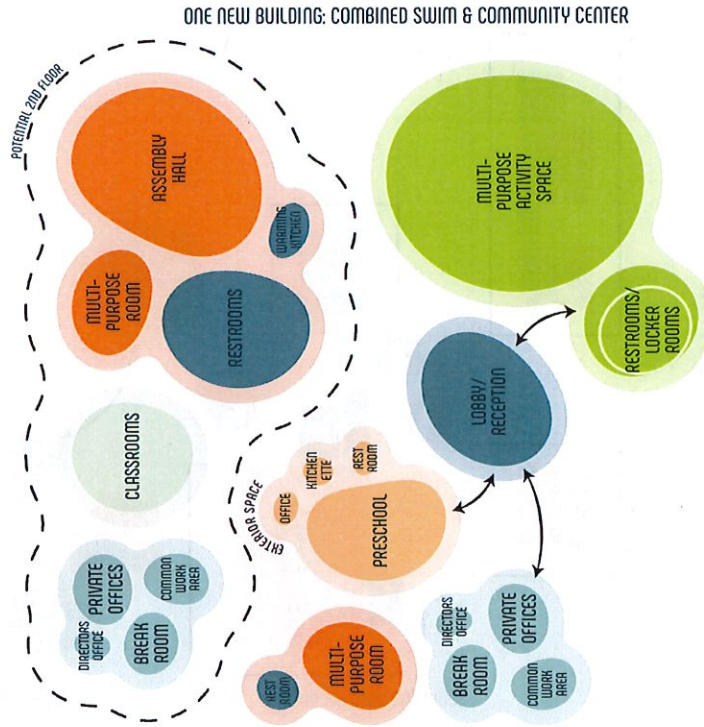 ONE NEW BUILDING: COMBINED SWIM & COMMUNITY CENTER
POTENTIAL 2ND FLOOR
ASSEMBLY
HALL
WARMING
KITCHEN
MULTI-
PURPOSE
ROOM
RESTROOMS
CLASSROOMS
DIRECTORS
OFFICE
PRIVATE
OFFICES
BREAK
ROOM
COMMON
WORK
AREA
MULTI-
PURPOSE
ACTIVITY
SPACE
RESTROOMS/
LOCKER
ROOMS
LOBBY/
RECEPTION
EXTERIOR SPACE
OFFICE
KITCHEN
ETTE
REST
ROOM
PRESCHOOL
REST
ROOM
MULTI-
PURPOSE
ROOM
DIRECTORS
OFFICE
BREAK
ROOM
PRIVATE
OFFICES
COMMON
WORK
AREA